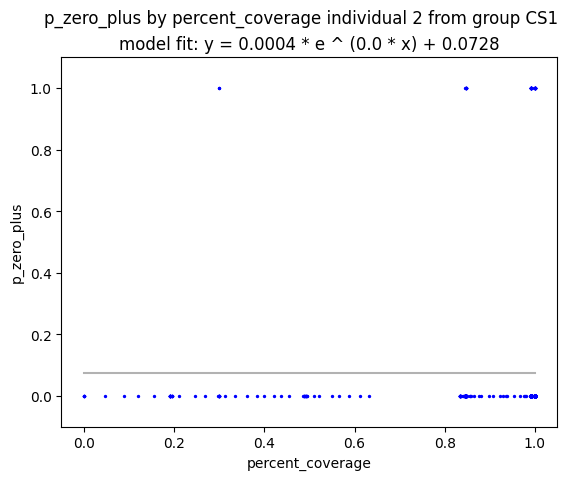 p_zero_plus by percent_coverage individual 2 from group CS1
model fit: y = 0.0004 * e ^ (0.0 * x) + 0.0728
1.0
0.8
0.6
0.4
0.2
0.0
p_zero_plus
0.0 0.2 0.4 0.6 0.8 1.0
percent_coverage